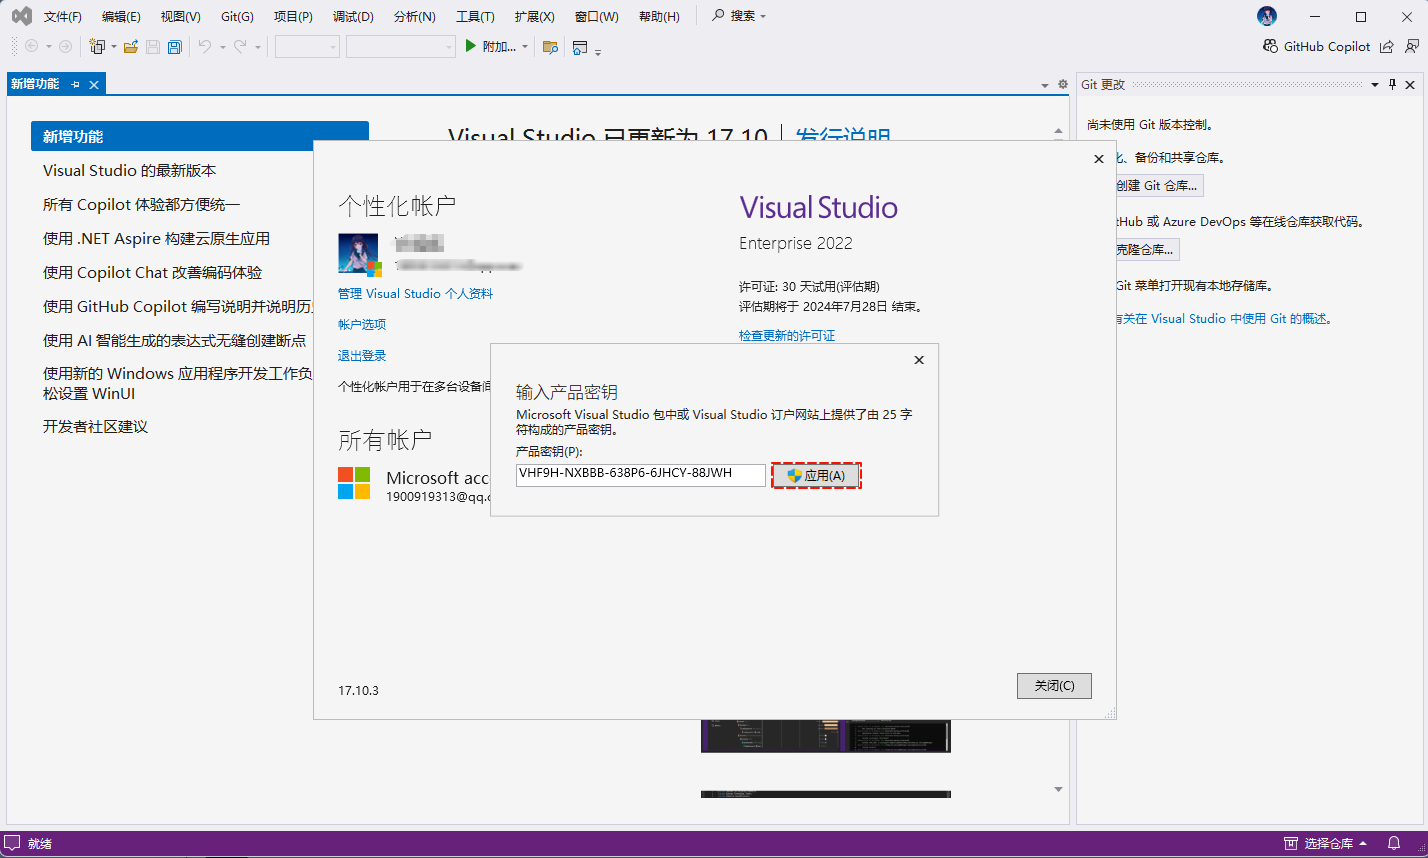 文件(F) 编辑(E) 视图(V) Git(G) 项目(P) 调试(D) 分析(N) 工具(T) 扩展(X) 窗口(W) 帮助(H) 搜索
附加... GitHub Copilot
新增功能
Git 更改
新增功能
Visual Studio 已更新为 17.10 发行说明
Visual Studio 的最新版本
所有 Copilot 体验都方便统一
使用 .NET Aspire 构建云原生应用
使用 Copilot Chat 改善编码体验
使用 GitHub Copilot 编写说明并说明历
使用 AI 智能生成的表达式无缝创建断点
使用新的 Windows 应用程序开发工作负
松设置 WinUI
开发者社区建议
尚未使用 Git 版本控制。
化、备份和共享仓库。
创建 Git 仓库...
tHub 或 Azure DevOps 等在线仓库获取代码。
克隆仓库...
Git 菜单打开现有本地存储库。
有关在 Visual Studio 中使用 Git 的概述。
个性化帐户
管理 Visual Studio 个人资料
帐户选项
退出登录
个性化帐户用于在多台设备间
所有帐户
Microsoft acc
1900919313@qq.c
17.10.3
Visual Studio
Enterprise 2022
许可证: 30 天试用(评估期)
评估期将于 2024年7月28日 结束。
检查更新的许可证
输入产品密钥
Microsoft Visual Studio 包中或 Visual Studio 订户网站上提供了由 25 字
符构成的产品密钥。
产品密钥(P):
VHF9H-NXBBB-638P6-6JHCY-88JWH
应用(A)
关闭(C)
就绪
选择仓库